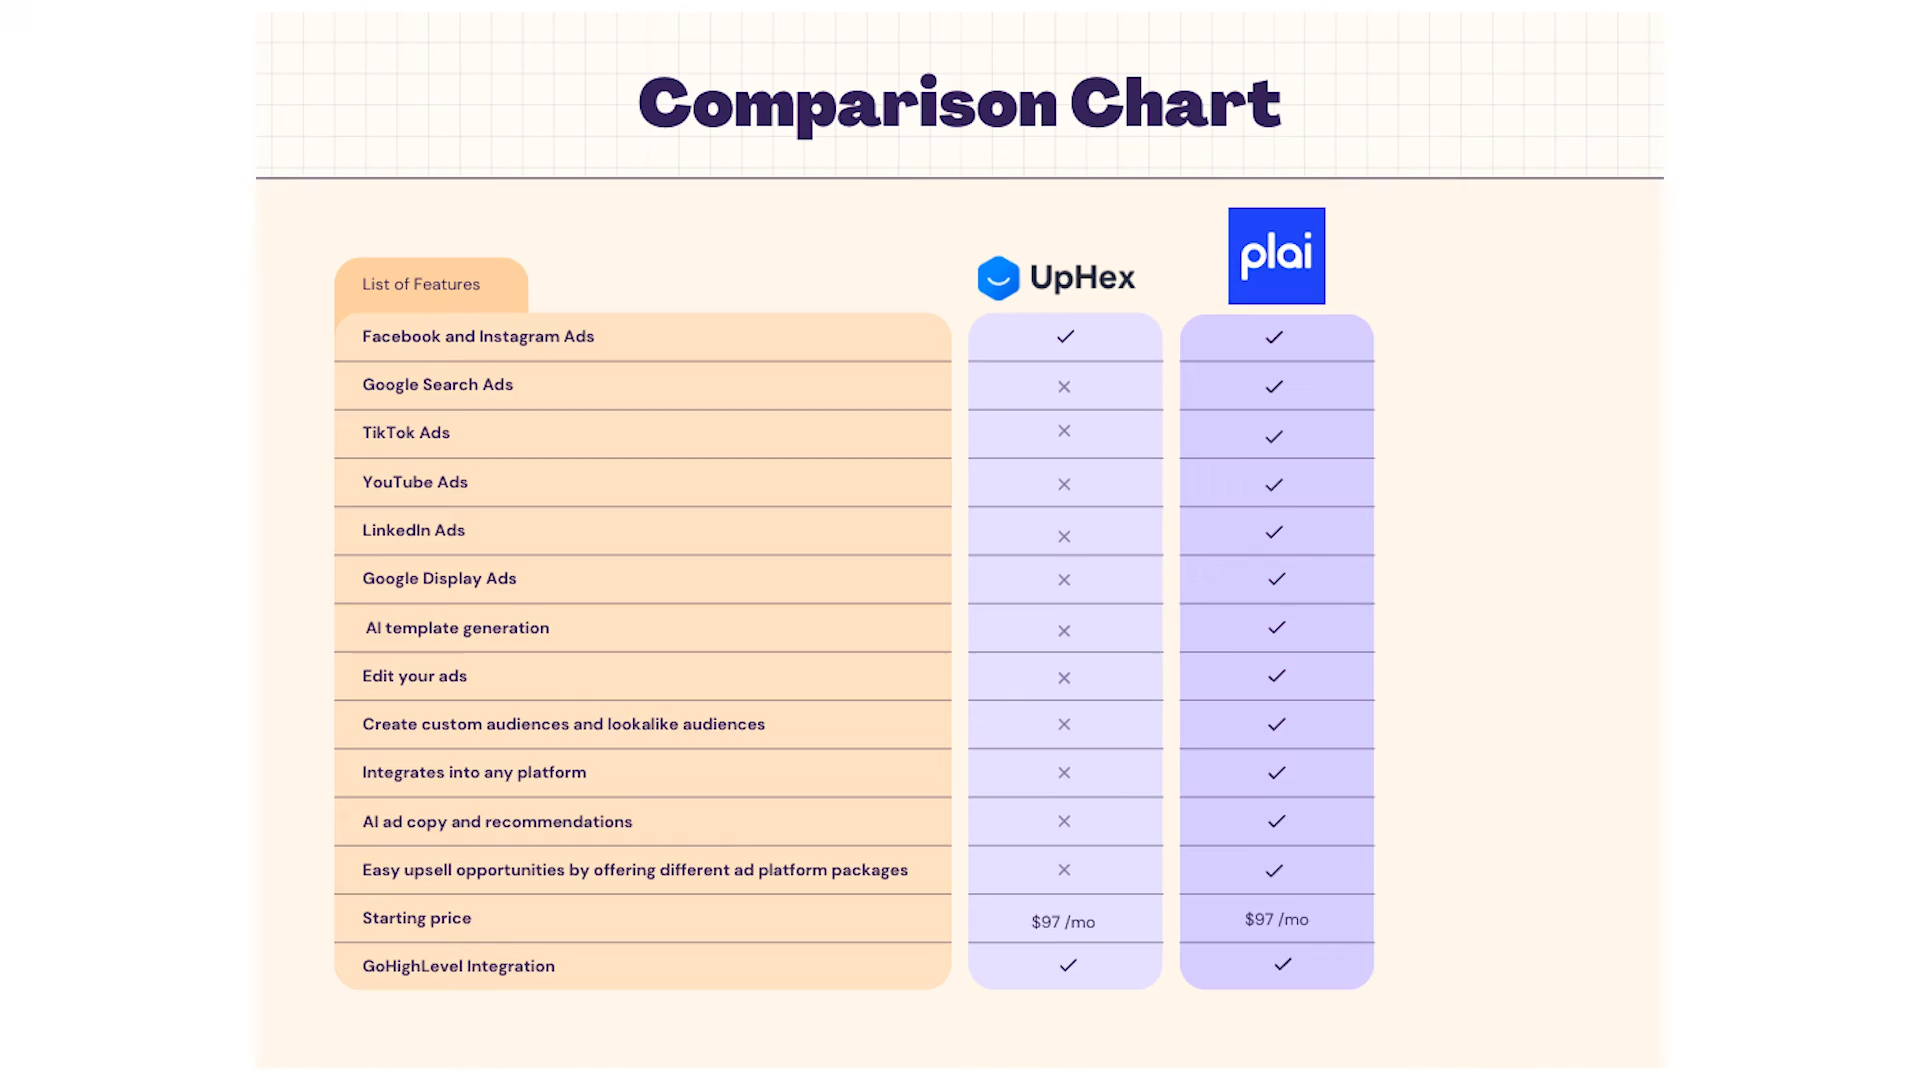 Comparison Chart
plai
UpHex
List of Features
Facebook and Instagram Ads ✓ ✓
Google Search Ads × ✓
TikTok Ads × ✓
YouTube Ads × ✓
LinkedIn Ads × ✓
Google Display Ads × ✓
AI template generation × ✓
Edit your ads × ✓
Create custom audiences and lookalike audiences × ✓
Integrates into any platform × ✓
AI ad copy and recommendations × ✓
Easy upsell opportunities by offering different ad platform packages × ✓
Starting price $97 /mo $97 /mo
GoHighLevel Integration ✓ ✓